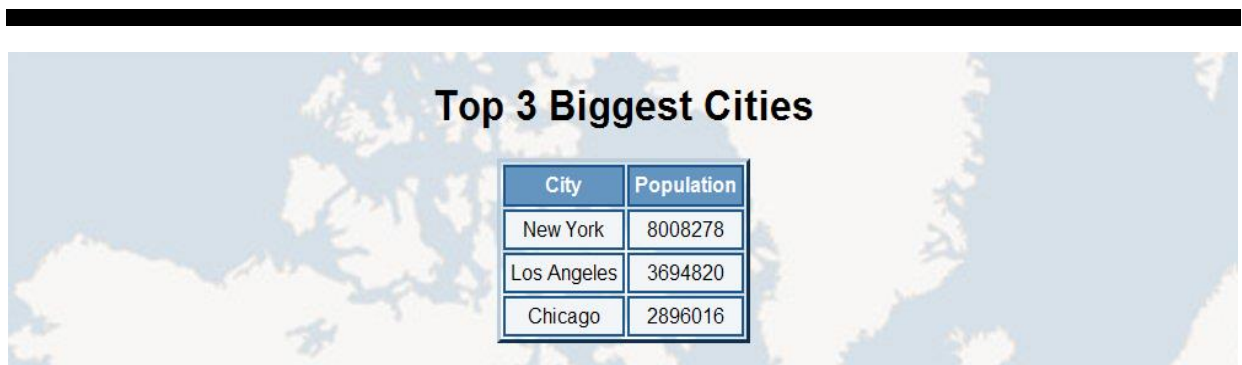 Top 3 Biggest Cities
City Population
New York 8008278
Los Angeles 3694820
Chicago 2896016